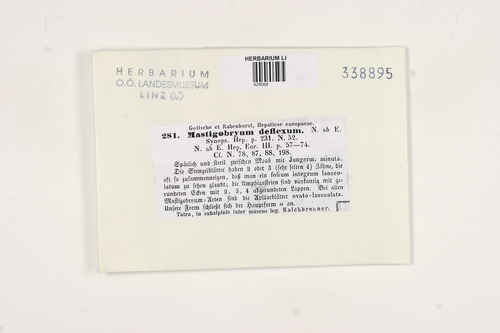 HERBARIUM
O.Ö. LANDESMUSEUM
LINZ (L.)
HERBARIUM LI
338895
Gottsche et Rabenhorst, Hepaticae europaeae.
281. Mastigobryum deflexum. N. ab E.
Synops. Hep. p. 231. N. 52.
N. ab E. Hep. Eur. III. p. 57—74.
Cf. N. 78, 87, 88, 198.
Spärlich und steril zwischen Moos mit Jungerm. minuta.
Die Stengelblätter haben 2 oder 3 (sehr selten 4) Zähne, die
oft so zusammenneigen, daß man ein folium integrum lanceo-
latum zu sehen glaubt; die Amphigastrien sind vierkantig mit ge-
rundeten Ecken mit 2, 3, 4 abgerundeten Lappen. Bei allen
Mastigobryum-Arten sind die Axillarblätter ovato-lanceolata.
Unsere Form schließt sich der Hauptform α an.
Tatra, in subalpinis inter muscos leg. Kalchbrenner.